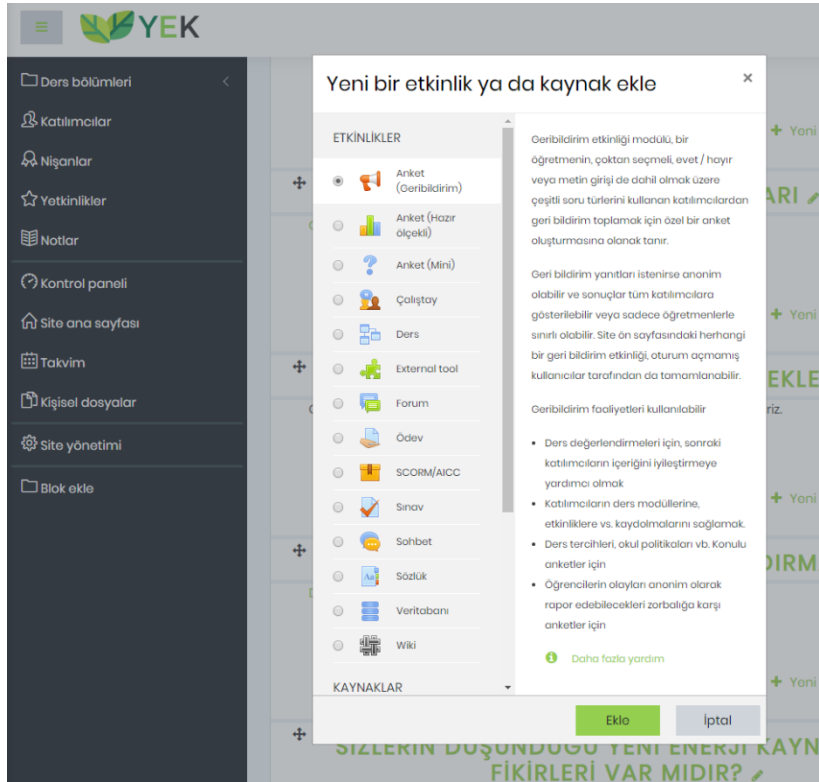 YEK
Ders bölümleri
Katılımcılar
Nişanlar
Yetkinlikler
Notlar
Kontrol paneli
Site ana sayfası
Takvim
Kişisel dosyalar
Site yönetimi
Blok ekle
Yeni bir etkinlik ya da kaynak ekle ×
ETKİNLİKLER
Anket
(Geribildirim)
Anket (Hazır
ölçekli)
Anket (Mini)
Çalıştay
Ders
External tool
Forum
Ödev
SCORM/AICC
Sınav
Sohbet
Sözlük
Veritabanı
Wiki
KAYNAKLAR
Geribildirim etkinliği modülü, bir
öğretmenin, çoktan seçmeli, evet / hayır
veya metin girişi de dahil olmak üzere
çeşitli soru türlerini kullanan katılımcılardan
geri bildirim toplamak için özel bir anket
oluşturmasına olanak tanır.
Geri bildirim yanıtları istenirse anonim
olabilir ve sonuçlar tüm katılımcılara
gösterilebilir veya sadece öğretmenlerle
sınırlı olabilir. Site ön sayfasındaki herhangi
bir geri bildirim etkinliği, oturum açmamış
kullanıcılar tarafından da tamamlanabilir.
Geribildirim faaliyetleri kullanılabilir
• Ders değerlendirmeleri için, sonraki
katılımcıların içeriğini iyileştirmeye
yardımcı olmak
• Katılımcıların ders modüllerine,
etkinliklere vs. kaydolmalarını sağlamak.
• Ders tercihleri, okul politikaları vb. Konulu
anketler için
• Öğrencilerin olayları anonim olarak
rapor edebilecekleri zorbalığa karşı
anketler için
Daha fazla yardım
Ekle
İptal
+ Yeni
ARI
+ Yeni
EKLE
riz.
+ Yeni
DIRM
+ Yeni
SİZLERİN DÜŞÜNDÜĞÜ YENİ ENERJİ KAYN
FİKİRLERİ VAR MIDIR?